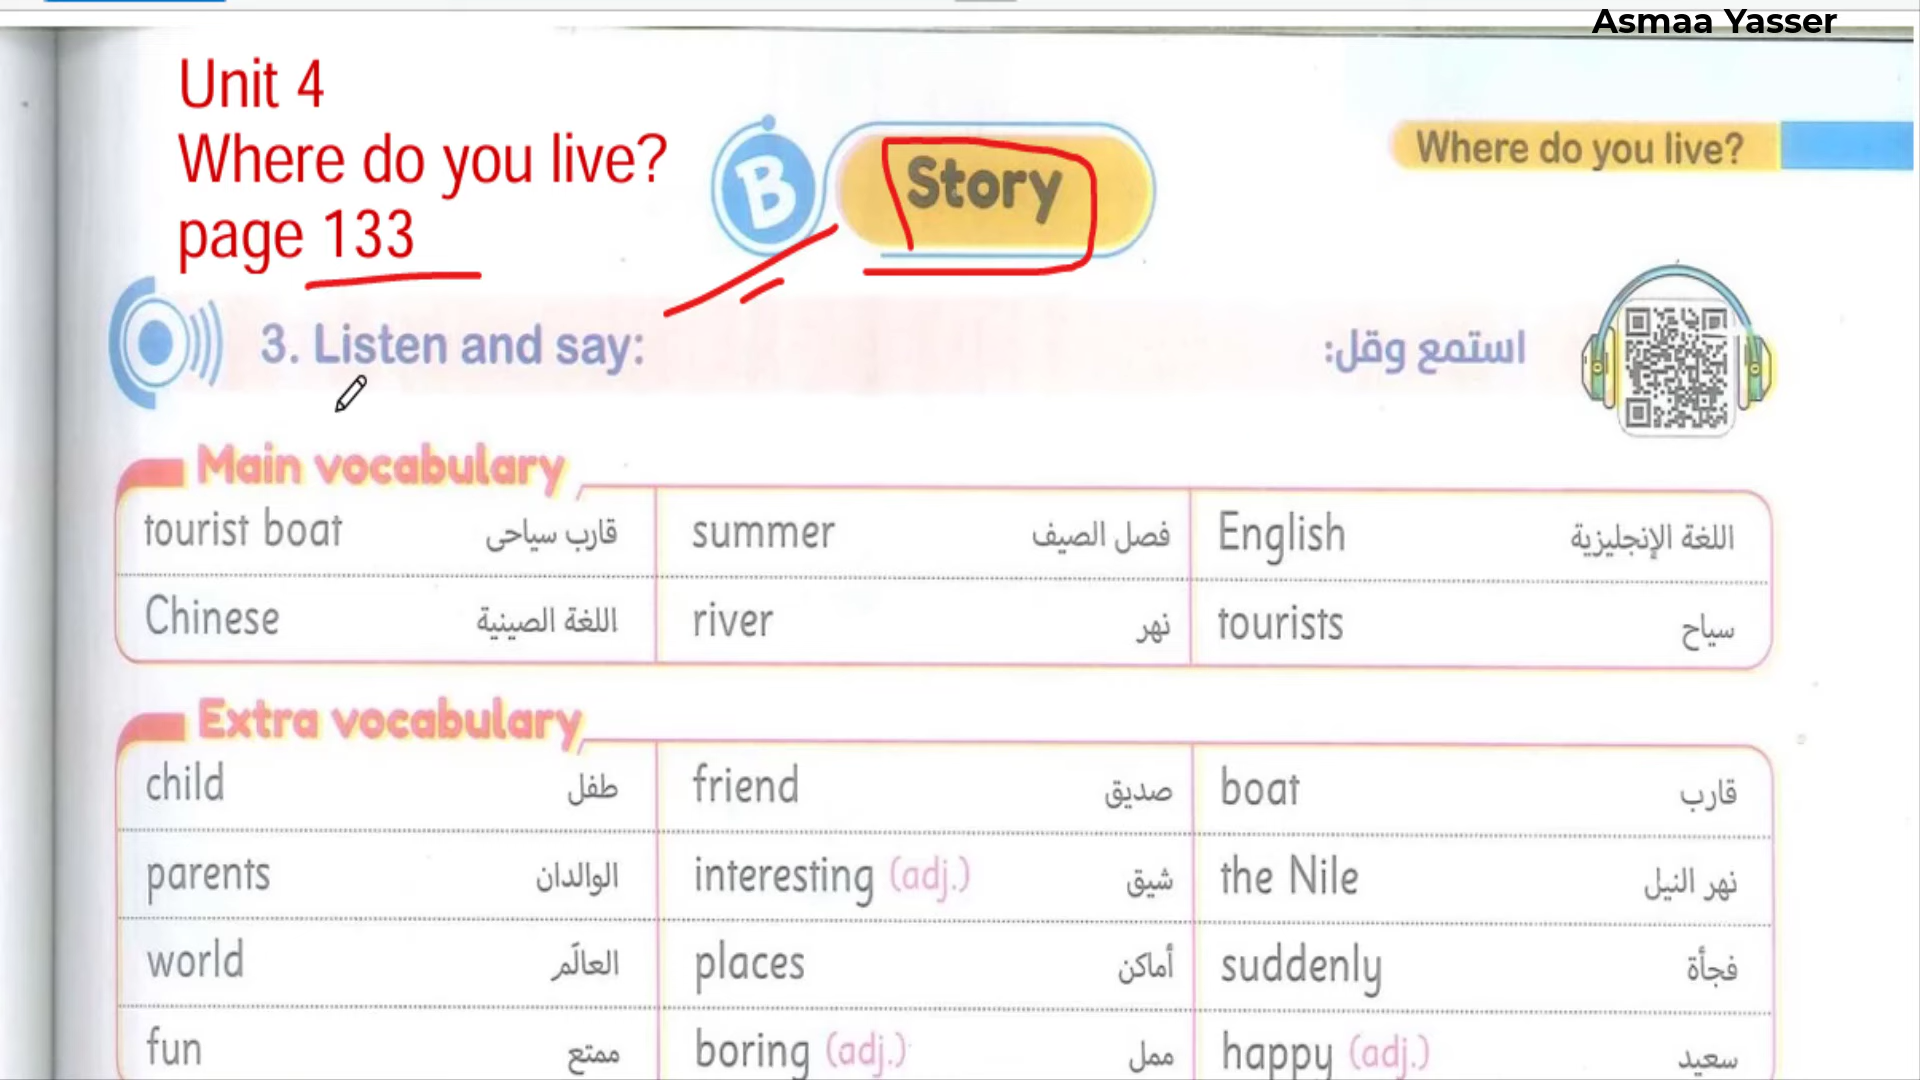 Asmaa Yasser
Unit 4
Where do you live?
page 133
B Story
Where do you live?
3. Listen and say:
استمع وقل:
Main vocabulary
tourist boat قارب سياحى summer فصل الصيف English اللغة الإنجليزية
Chinese اللغة الصينية river نهر tourists سياح
Extra vocabulary
child طفل friend صديق boat قارب
parents الوالدان interesting (adj.) شيق the Nile نهر النيل
world العالَم places أماكن suddenly فجأة
fun ممتع boring (adj.) ممل happy (adj.) سعيد